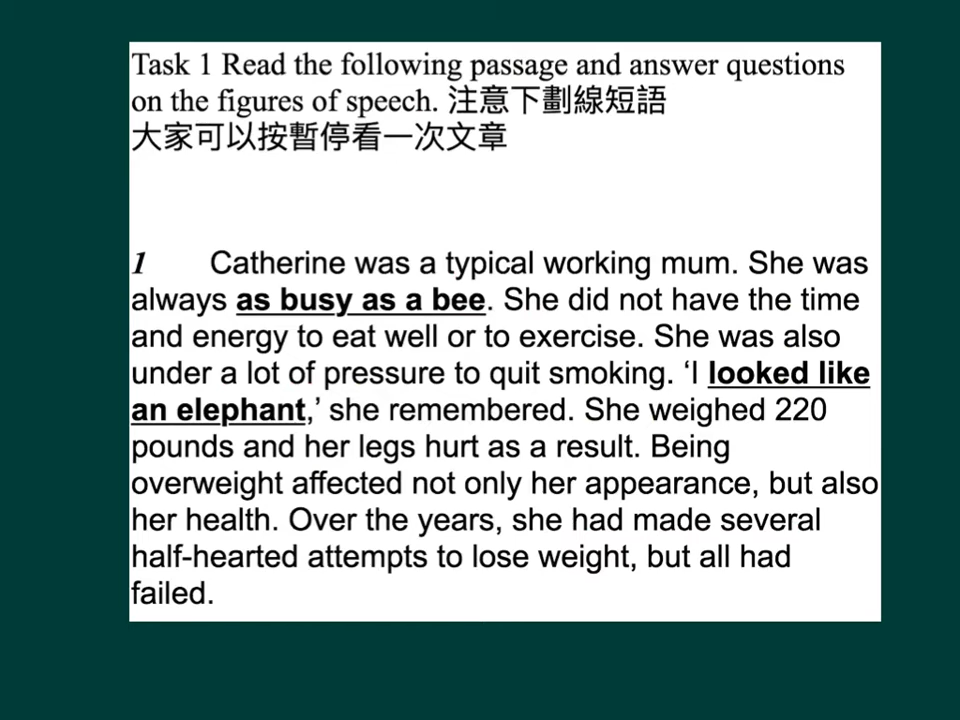 Task 1 Read the following passage and answer questions
on the figures of speech. 注意下劃線短語
大家可以按暫停看一次文章
1 Catherine was a typical working mum. She was
always as busy as a bee. She did not have the time
and energy to eat well or to exercise. She was also
under a lot of pressure to quit smoking. ‘I looked like
an elephant,’ she remembered. She weighed 220
pounds and her legs hurt as a result. Being
overweight affected not only her appearance, but also
her health. Over the years, she had made several
half-hearted attempts to lose weight, but all had
failed.